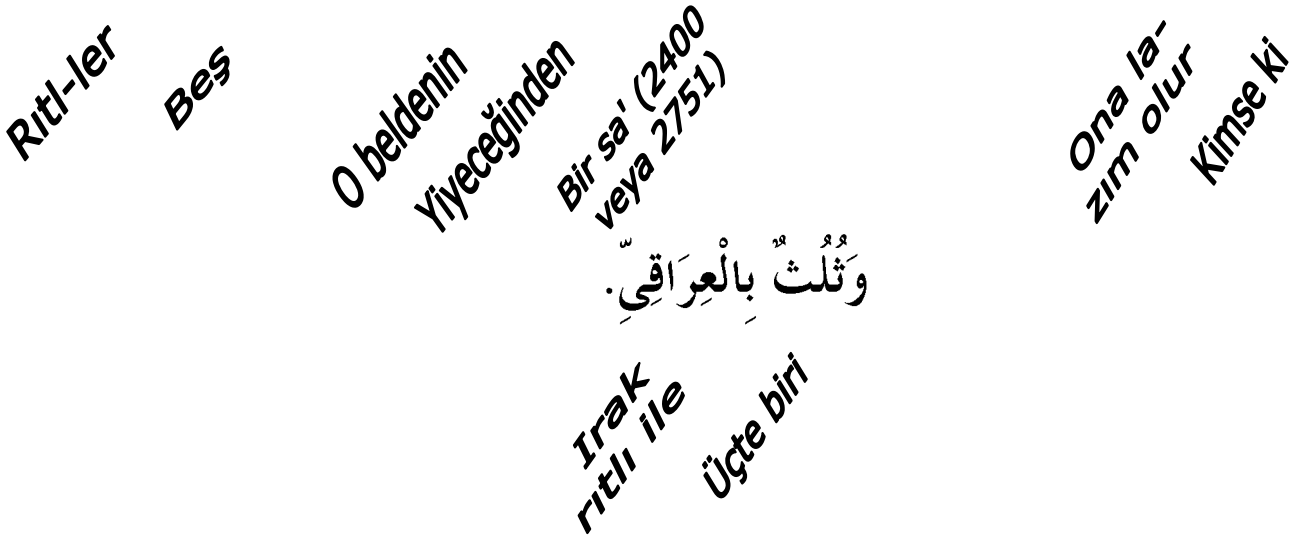 Rıtl-ler
Beş
O beldenin
Yiyeceğinden
Bir sa' (2400
veya 2751)
Ona la-
zım olur
Kimse ki
وَثُلُثٌ بِالْعِرَاقِيِّ.
Irak
rıtlı ile
Üçte biri